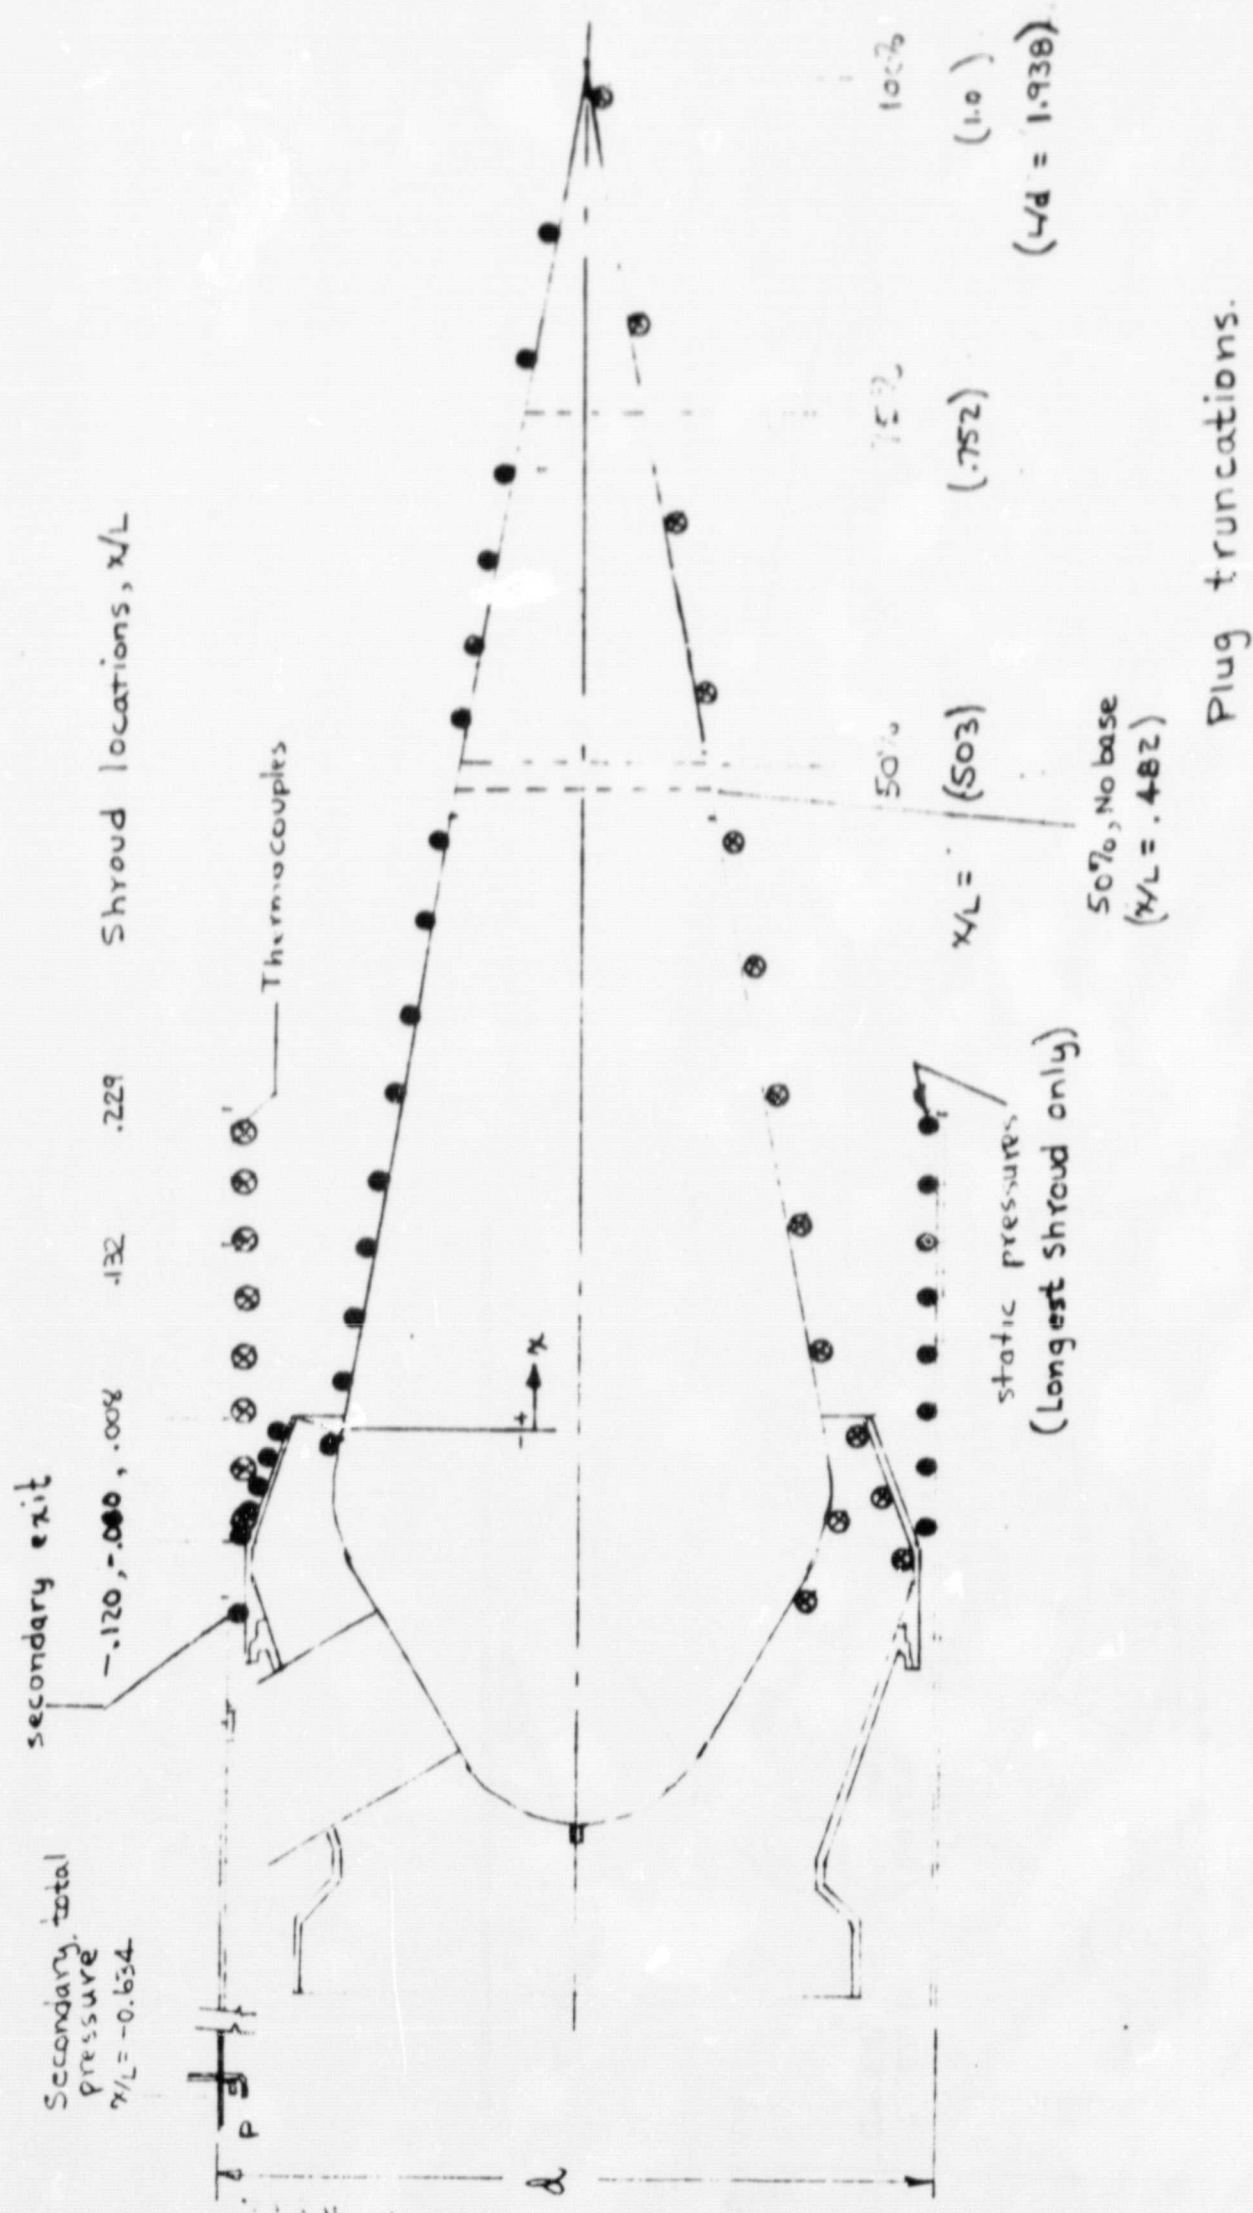 secondary exit
Secondary total
pressure
x/L = -0.634
-.120, -.080, .008 .132 .229 Shroud locations, x/L
Thermocouples
P
d
x
- +
static pressures
(Longest shroud only)
50% 75% 100%
x/L = (503) (.752) (1.0)
(L/d = 1.938)
50%, No base
(x/L = .482)
Plug truncations.